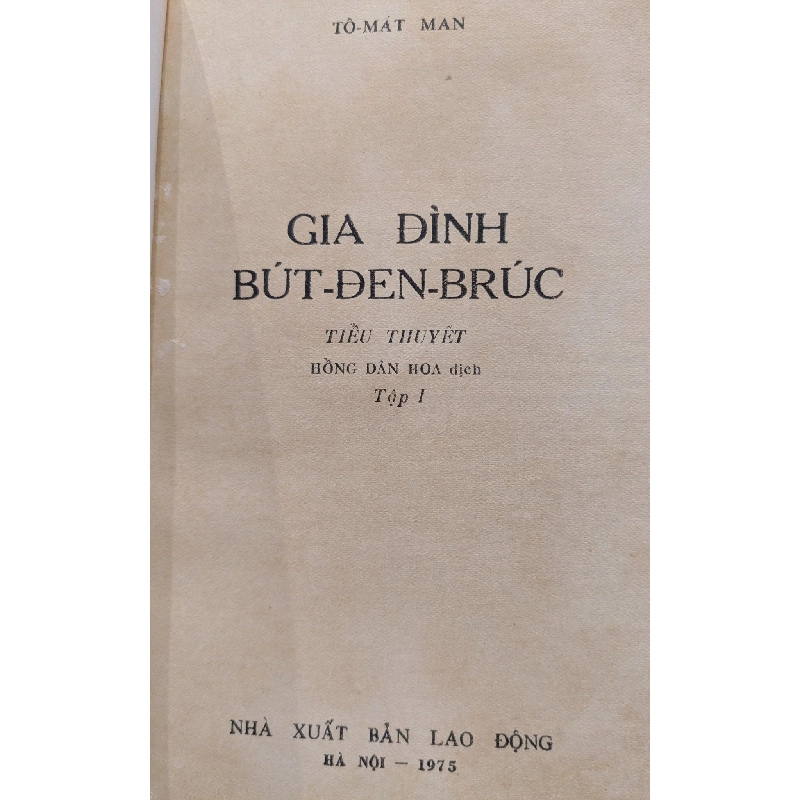 TÔ-MÁT MAN
GIA ĐÌNH
BÚT-ĐEN-BRÚC
TIỂU THUYẾT
HỒNG DÂN HOA dịch
Tập I
NHÀ XUẤT BẢN LAO ĐỘNG
HÀ NỘI — 1975